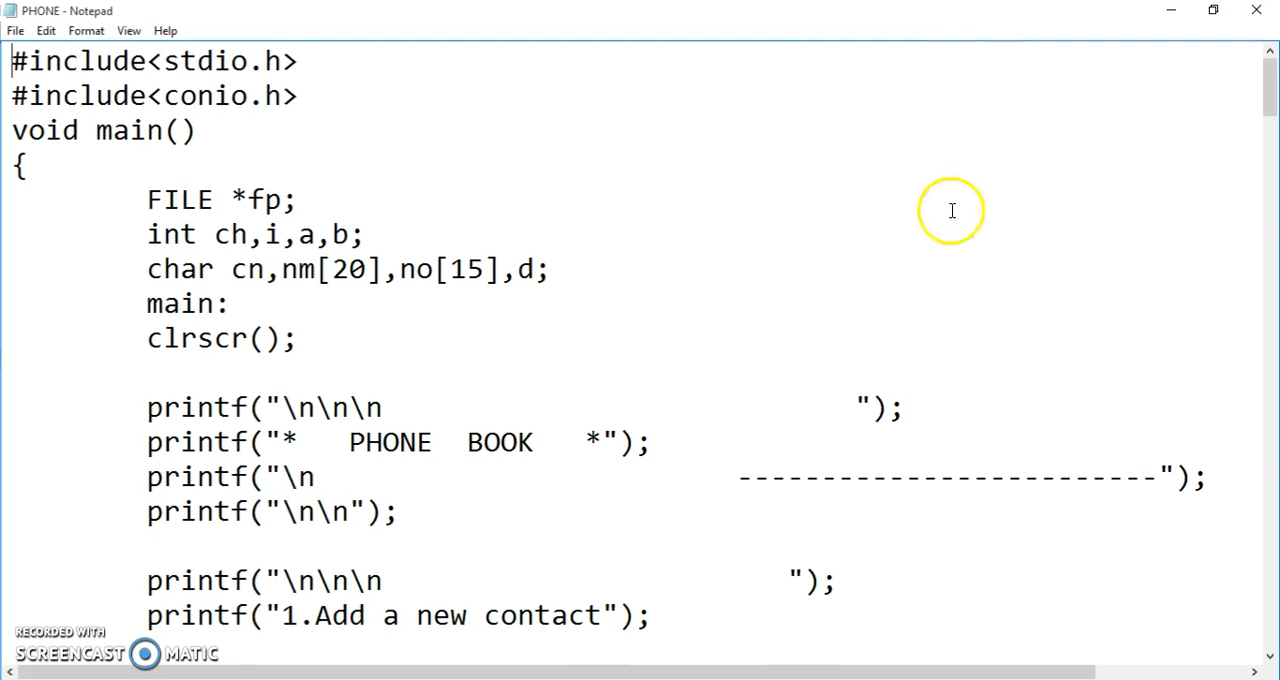 PHONE - Notepad
File Edit Format View Help
#include<stdio.h>
#include<conio.h>
void main()
{
        FILE *fp;
        int ch,i,a,b;
        char cn,nm[20],no[15],d;
        main:
        clrscr();

        printf("\n\n\n                            ");
        printf("*   PHONE  BOOK   *");
        printf("\n                         -------------------------");
        printf("\n\n");

        printf("\n\n\n                        ");
        printf("1.Add a new contact");
RECORDED WITH
SCREENCAST MATIC